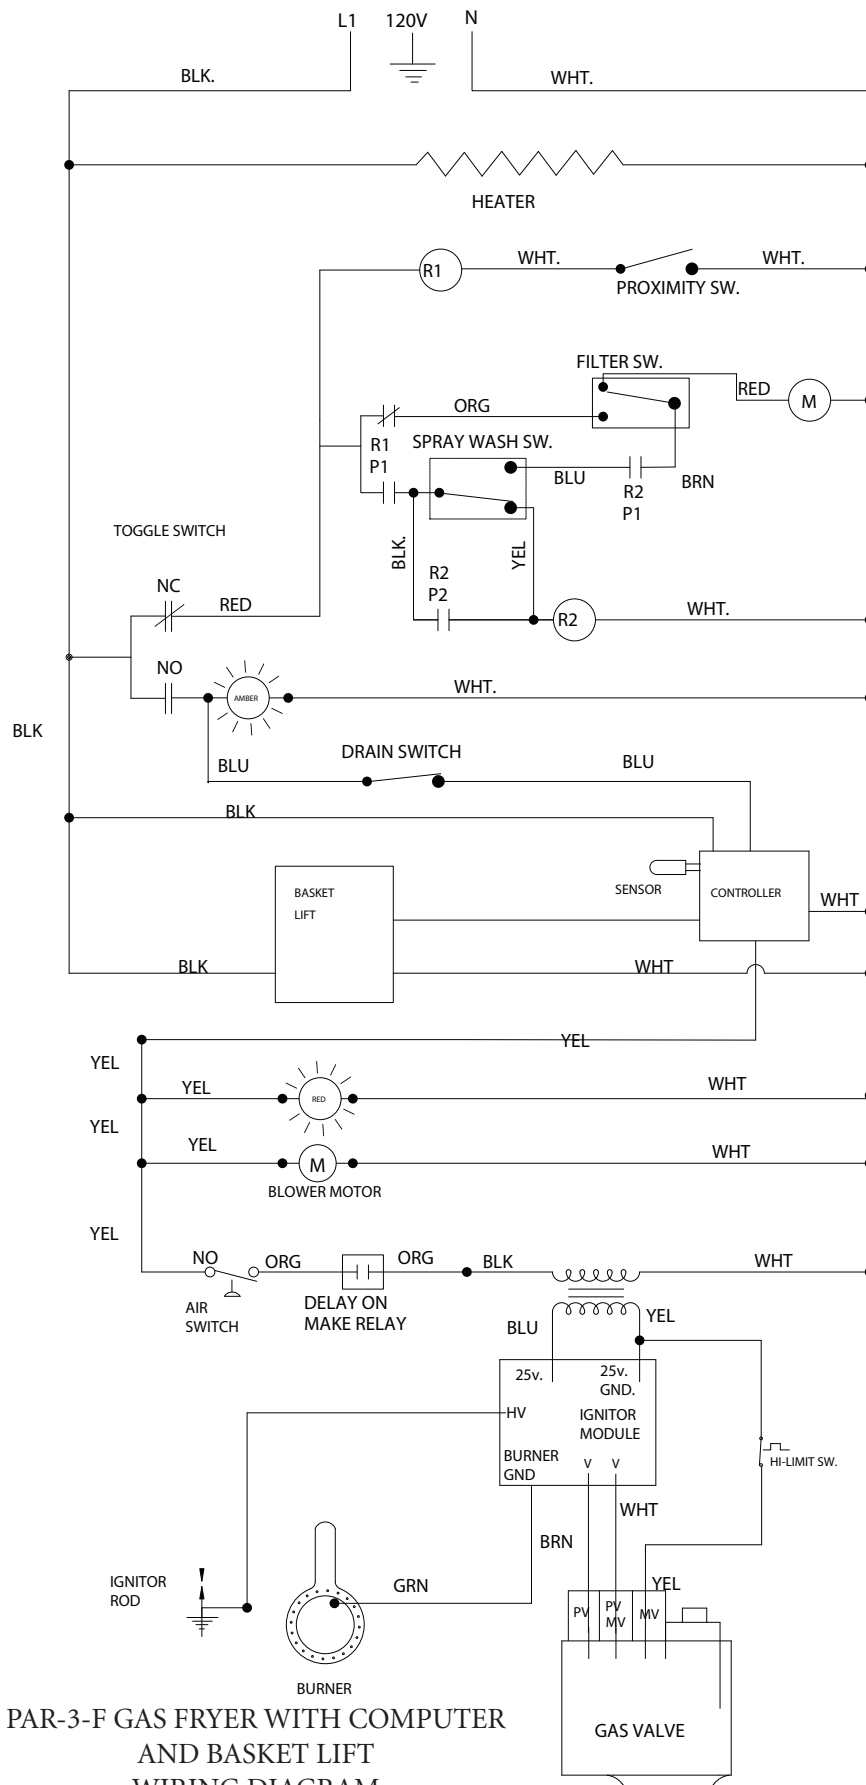 L1 120V N
BLK. WHT.
HEATER
R1 WHT. WHT.
PROXIMITY SW.
FILTER SW.
RED M
ORG
R1
P1
SPRAY WASH SW.
BLU
R2
P1
BRN
TOGGLE SWITCH
BLK.
YEL
R2
P2
NC
RED
R2 WHT.
NO
AMBER
WHT.
BLK
DRAIN SWITCH
BLU BLU
BLK
BASKET
LIFT
SENSOR CONTROLLER
WHT
BLK WHT
YEL
YEL
YEL RED WHT
YEL
YEL M WHT
BLOWER MOTOR
YEL
NO ORG ORG BLK WHT
AIR
SWITCH
DELAY ON
MAKE RELAY
BLU YEL
25v. 25v.
GND.
HV IGNITOR
MODULE
BURNER
GND
V V
HI-LIMIT SW.
WHT
BRN
IGNITOR
ROD
GRN
YEL
PV PV
MV MV
BURNER
GAS VALVE
PAR-3-F GAS FRYER WITH COMPUTER
AND BASKET LIFT
WIRING DIAGRAM